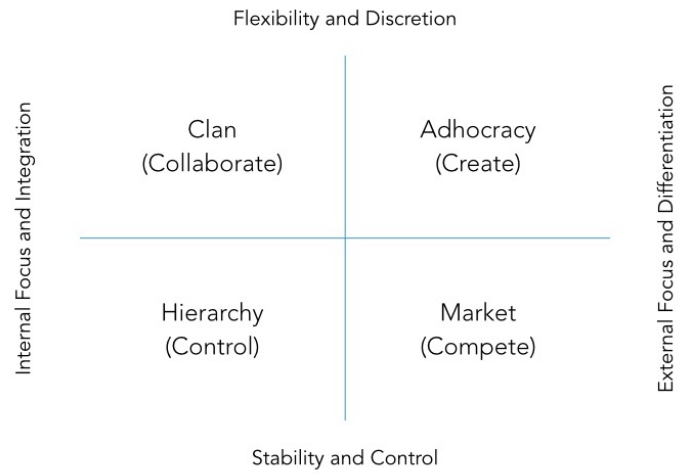 Flexibility and Discretion
Internal Focus and Integration
Clan
(Collaborate)
Adhocracy
(Create)
External Focus and Differentiation
Hierarchy
(Control)
Market
(Compete)
Stability and Control